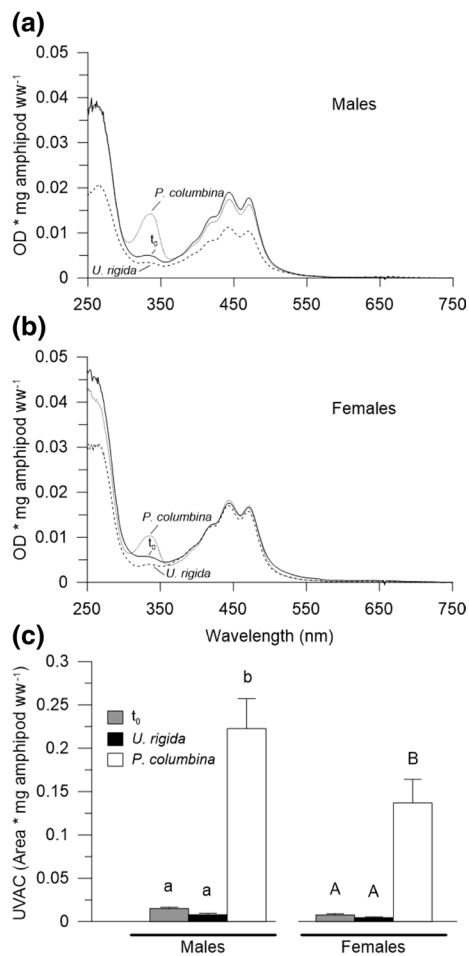 (a)
0.05
0.04
0.03
0.02
0.01
0
OD * mg amphipod ww-1
Males
P. columbina
t0
U. rigida
250 350 450 550 650 750
(b)
0.05
0.04
0.03
0.02
0.01
0
OD * mg amphipod ww-1
Females
P. columbina
t0
U. rigida
250 350 450 550 650 750
Wavelength (nm)
(c)
0.3
0.25
0.2
0.15
0.1
0.05
0
UVAC (Area * mg amphipod ww-1)
t0
U. rigida
P. columbina
a a b
A A B
Males Females